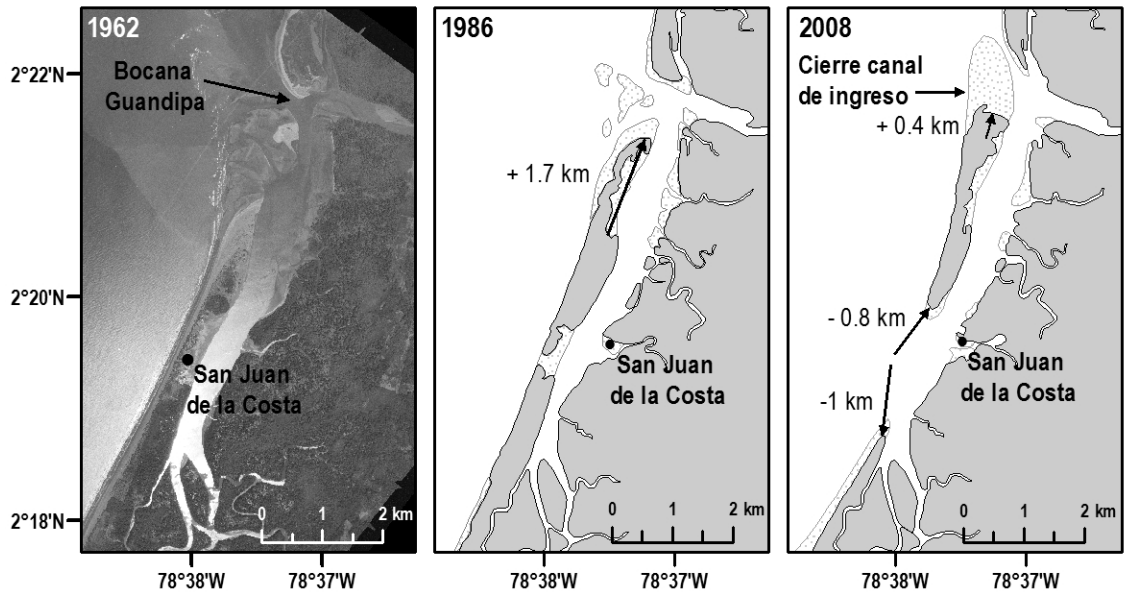 1962
Bocana
Guandipa
San Juan
de la Costa
0 1 2 km
1986
+ 1.7 km
San Juan
de la Costa
0 1 2 km
2008
Cierre canal
de ingreso
+ 0.4 km
- 0.8 km
San Juan
de la Costa
-1 km
0 1 2 km
2°22'N
2°20'N
2°18'N
78°38'W 78°37'W
78°38'W 78°37'W
78°38'W 78°37'W